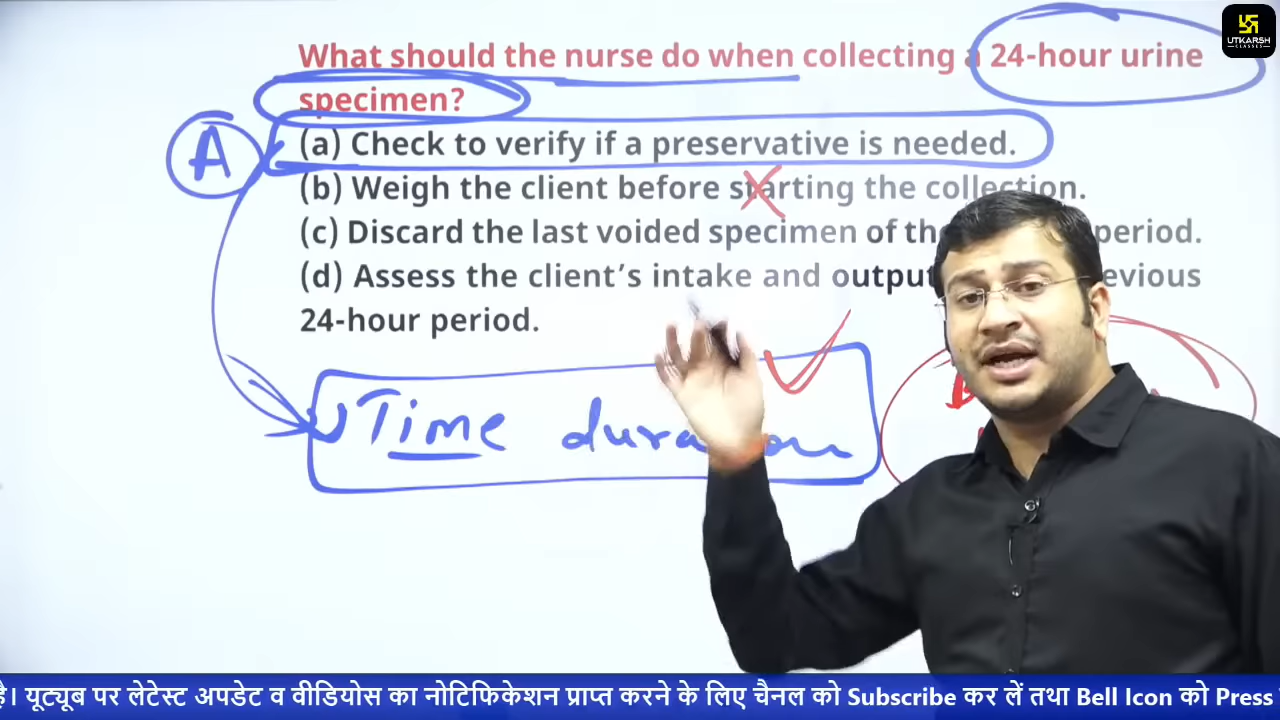 UTKARSH
CLASSES
What should the nurse do when collecting a 24-hour urine
specimen?
(a) Check to verify if a preservative is needed.
(b) Weigh the client before starting the collection.
(c) Discard the last voided specimen of the period.
(d) Assess the client’s intake and output
24-hour period.
A
Time duration
है। यूट्यूब पर लेटेस्ट अपडेट व वीडियोस का नोटिफिकेशन प्राप्त करने के लिए चैनल को Subscribe कर लें तथा Bell Icon को Press